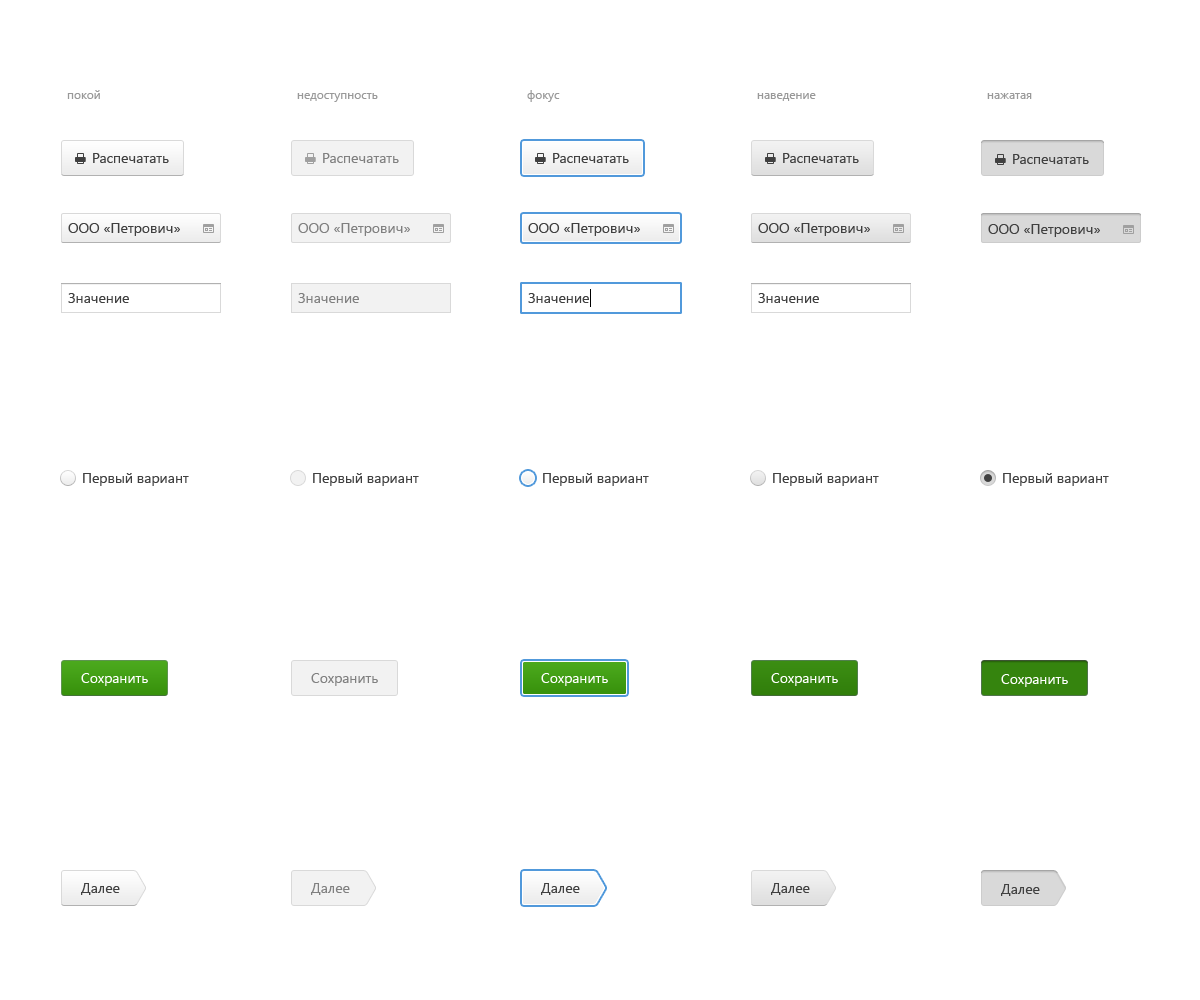 покой недоступность фокус наведение нажатая
Распечатать Распечатать Распечатать Распечатать Распечатать
ООО «Петрович» ООО «Петрович» ООО «Петрович» ООО «Петрович» ООО «Петрович»
Значение Значение Значение Значение
Первый вариант Первый вариант Первый вариант Первый вариант Первый вариант
Сохранить Сохранить Сохранить Сохранить Сохранить
Далее Далее Далее Далее Далее